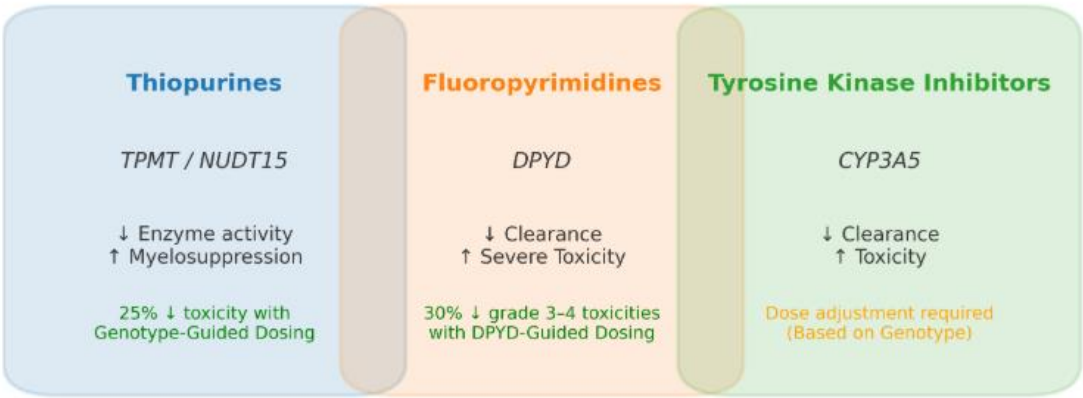 Thiopurines
TPMT / NUDT15
↓ Enzyme activity
↑ Myelosuppression
25% ↓ toxicity with
Genotype-Guided Dosing
Fluoropyrimidines
DPYD
↓ Clearance
↑ Severe Toxicity
30% ↓ grade 3–4 toxicities
with DPYD-Guided Dosing
Tyrosine Kinase Inhibitors
CYP3A5
↓ Clearance
↑ Toxicity
Dose adjustment required
(Based on Genotype)